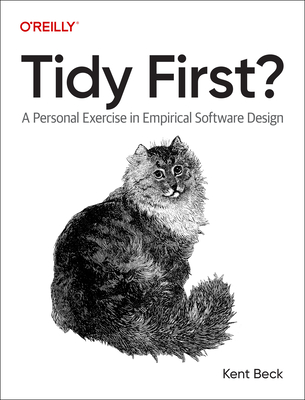 O'REILLY®
Tidy First?
A Personal Exercise in Empirical Software Design
Kent Beck